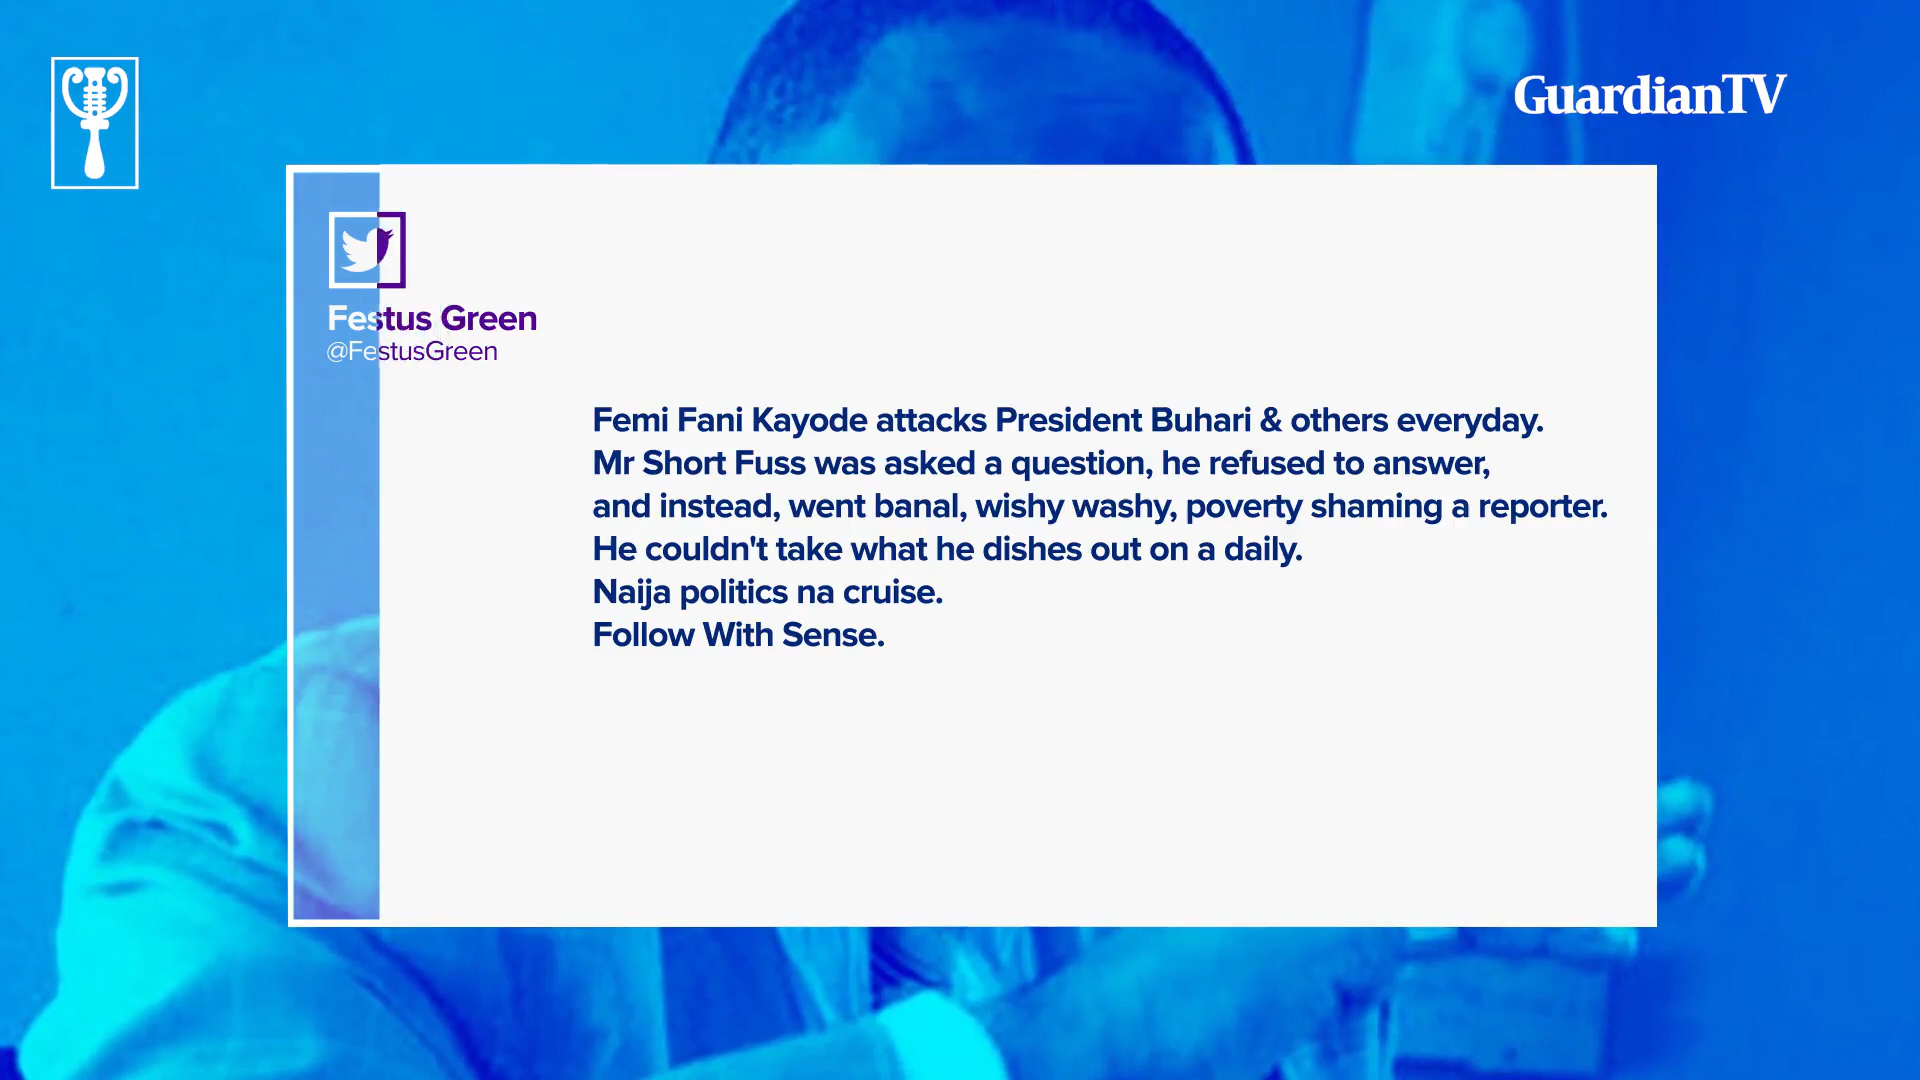 GuardianTV
Festus Green
@FestusGreen
Femi Fani Kayode attacks President Buhari & others everyday.
Mr Short Fuss was asked a question, he refused to answer,
and instead, went banal, wishy washy, poverty shaming a reporter.
He couldn't take what he dishes out on a daily.
Naija politics na cruise.
Follow With Sense.